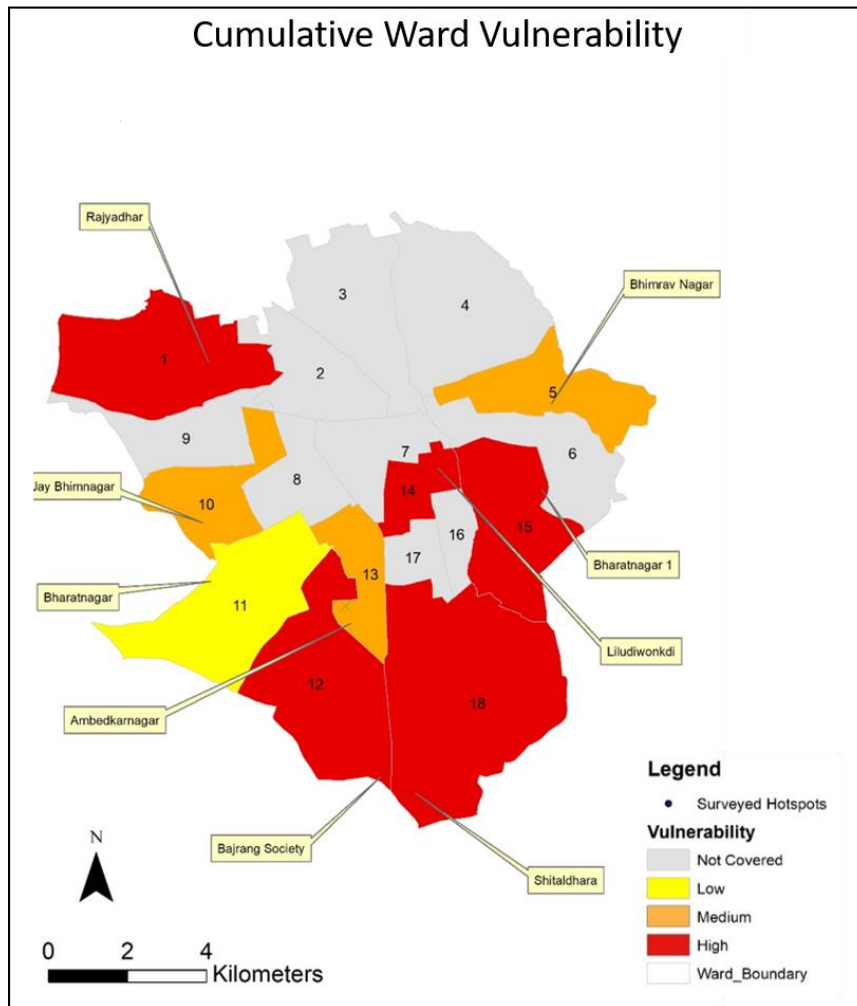 Cumulative Ward Vulnerability
Rajyadhar
Bhimrav Nagar
3
4
1
2
5
9
7
6
8
14
10
Jay Bhimnagar
15
16
17
13
Bharatnagar 1
Bharatnagar
11
Liludiwonkdi
12
18
Ambedkarnagar
Bajrang Society
Shitaldhara
Legend
Surveyed Hotspots
Vulnerability
Not Covered
Low
Medium
High
Ward_Boundary
N
0 2 4
Kilometers